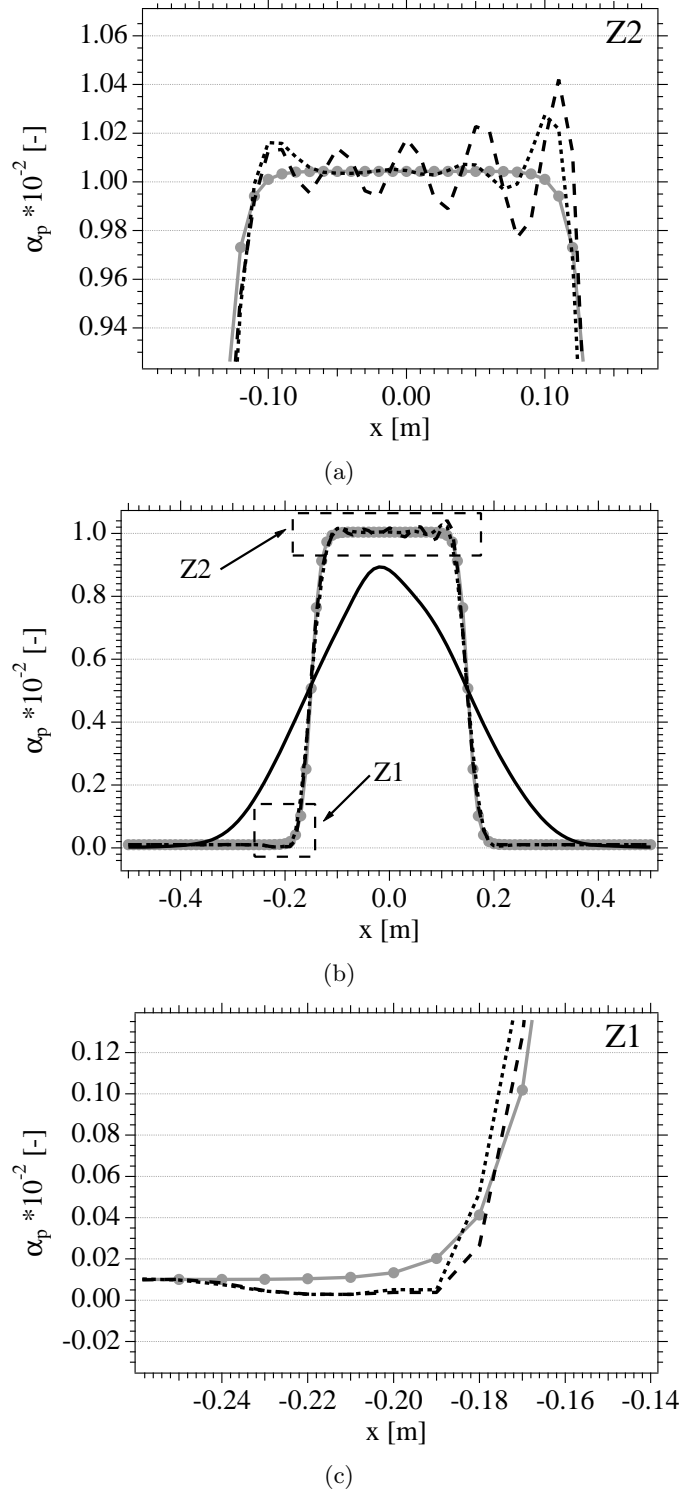 Z2
1.06
1.04
1.02
1.00
0.98
0.96
0.94
αp *10-2 [-]
-0.10 0.00 0.10
x [m]
(a)
1.0
0.8
0.6
0.4
0.2
0.0
αp *10-2 [-]
Z2
Z1
-0.4 -0.2 0.0 0.2 0.4
x [m]
(b)
Z1
0.12
0.10
0.08
0.06
0.04
0.02
0.00
-0.02
αp *10-2 [-]
-0.24 -0.22 -0.20 -0.18 -0.16 -0.14
x [m]
(c)